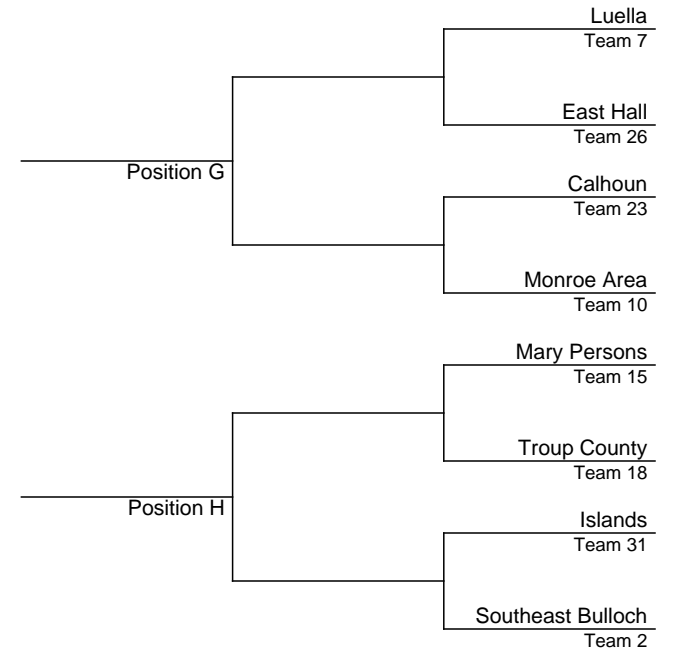 Luella
Team 7
East Hall
Team 26
Position G
Calhoun
Team 23
Monroe Area
Team 10
Mary Persons
Team 15
Troup County
Team 18
Position H
Islands
Team 31
Southeast Bulloch
Team 2